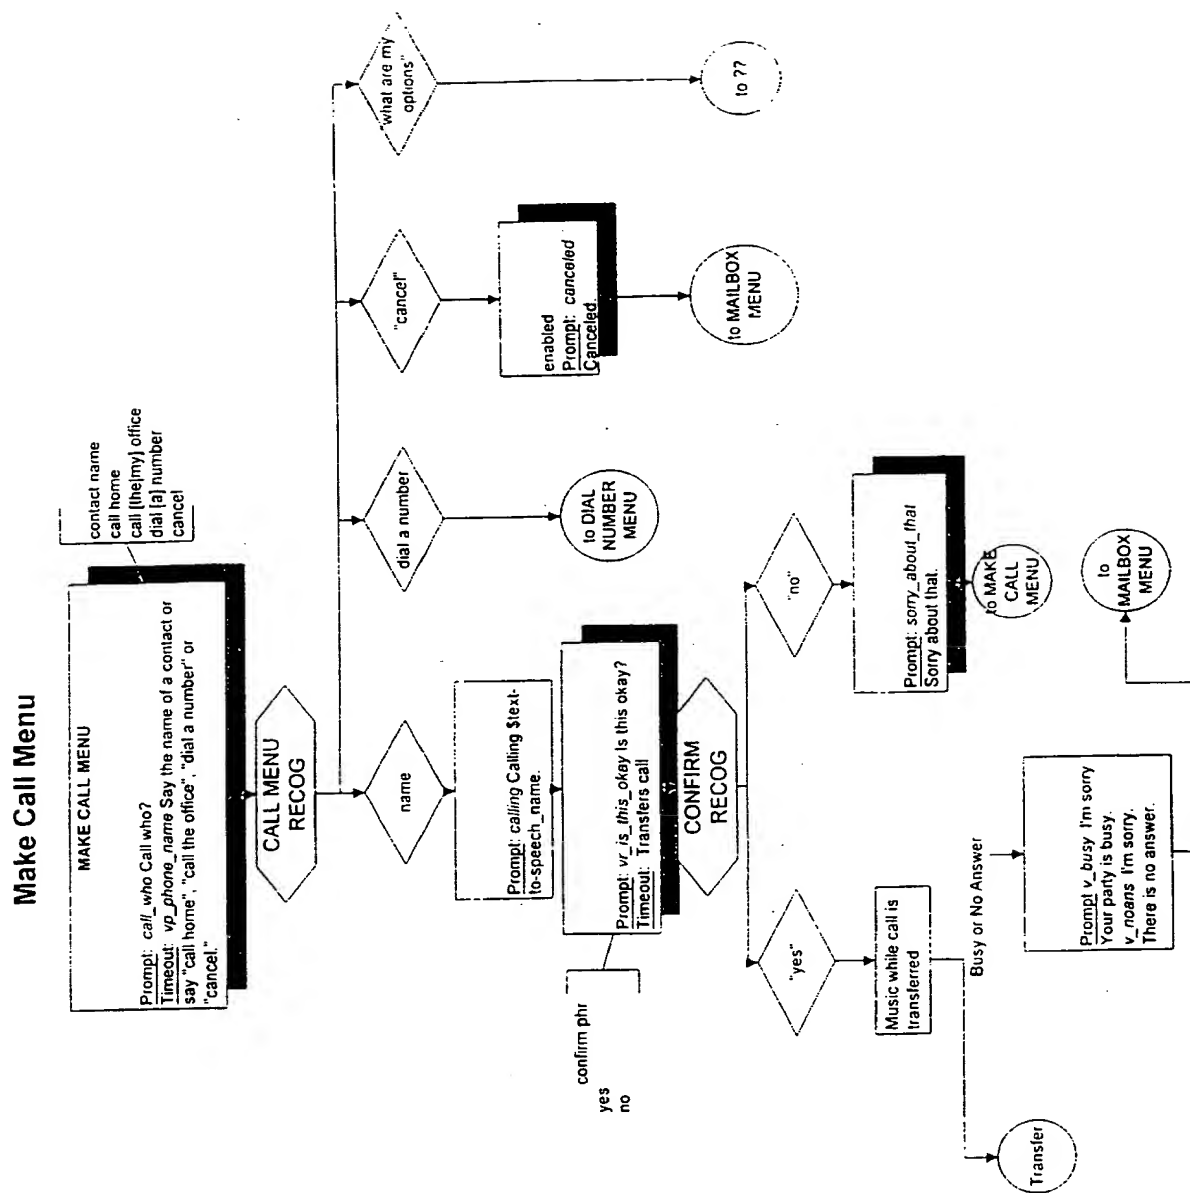 Make Call Menu
MAKE CALL MENU
Prompt: call_who Call who?
Timeout: vp_phone_name Say the name of a contact or
say "call home", "call the office", "dial a number" or
"cancel."
contact name
call home
call [the|my] office
dial [a] number
cancel
CALL MENU
RECOG
name
dial a number
"cancel"
"what are my
options"
Prompt: calling Calling $text-
to-speech_name.
to DIAL
NUMBER
MENU
enabled
Prompt: canceled
Canceled
to ??
to MAILBOX
MENU
Prompt: vr_is_this_okay Is this okay?
Timeout: Transfers call
confirm phr
yes
no
CONFIRM
RECOG
"yes"
"no"
Music while call is
transferred
Prompt: sorry_about_that
Sorry about that.
to MAKE
CALL
MENU
Busy or No Answer
Transfer
Prompt v_busy I'm sorry
Your party is busy.
v_noans I'm sorry.
There is no answer.
to
MAILBOX
MENU